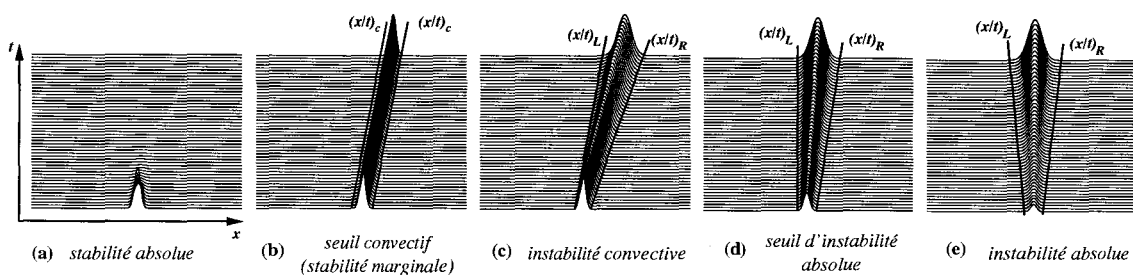 t
(x/t)c (x/t)c
(x/t)L (x/t)R
(x/t)L (x/t)R
(x/t)L (x/t)R
x
(a) stabilité absolue
(b) seuil convectif
(stabilité marginale)
(c) instabilité convective
(d) seuil d'instabilité
absolue
(e) instabilité absolue